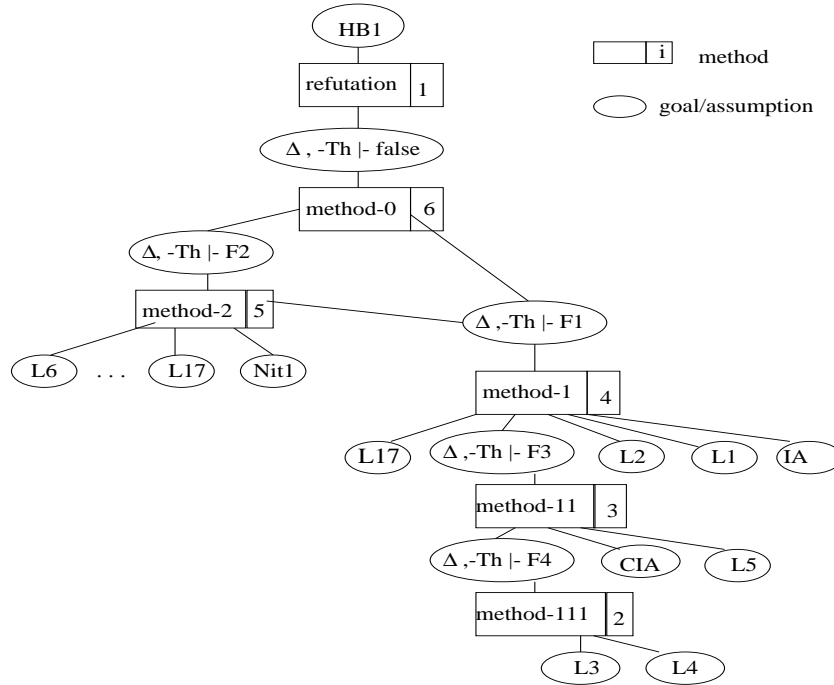 HB1
i
method
refutation 1
goal/assumption
Δ , -Th |- false
method-0 6
Δ, -Th |- F2
method-2 5
Δ ,-Th |- F1
L6 . . . L17 Nit1
method-1 4
L17 Δ ,-Th |- F3 L2 L1 IA
method-11 3
Δ ,-Th |- F4 CIA L5
method-111 2
L3 L4